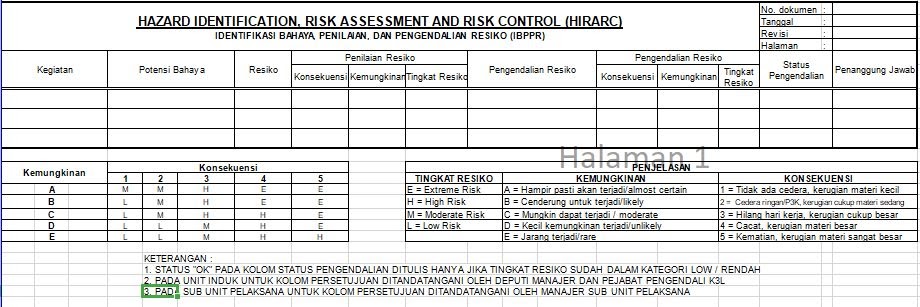 No. dokumen :
HAZARD IDENTIFICATION, RISK ASSESSMENT AND RISK CONTROL (HIRARC) Tanggal :
IDENTIFIKASI BAHAYA, PENILAIAN, DAN PENGENDALIAN RESIKO (IBPPR) Revisi :
Halaman :
Kegiatan Potensi Bahaya Resiko Penilaian Resiko Pengendalian Resiko Pengendalian Resiko Status Pengendalian Penanggung Jawab
Konsekuensi Kemungkinan Tingkat Resiko Konsekuensi Kemungkinan Tingkat Resiko
Halaman 1
Kemungkinan Konsekuensi
1 2 3 4 5
A M M H E E
B L M H E E
C L M H H E
D L L M H E
E L L M H H
PENJELASAN
TINGKAT RESIKO KEMUNGKINAN KONSEKUENSI
E = Extreme Risk A = Hampir pasti akan terjadi/almost certain 1 = Tidak ada cedera, kerugian materi kecil
H = High Risk B = Cenderung untuk terjadi/likely 2 = Cedera ringan/P3K, kerugian cukup materi sedang
M = Moderate Risk C = Mungkin dapat terjadi / moderate 3 = Hilang hari kerja, kerugian cukup besar
L = Low Risk D = Kecil kemungkinan terjadi/unlikely 4 = Cacat, kerugian materi besar
E = Jarang terjadi/rare 5 = Kematian, kerugian materi sangat besar
KETERANGAN :
1. STATUS "OK" PADA KOLOM STATUS PENGENDALIAN DITULIS HANYA JIKA TINGKAT RESIKO SUDAH DALAM KATEGORI LOW / RENDAH
2. PADA UNIT INDUK UNTUK KOLOM PERSETUJUAN DITANDATANGANI OLEH DEPUTI MANAJER DAN PEJABAT PENGENDALI K3L
3. PADA SUB UNIT PELAKSANA UNTUK KOLOM PERSETUJUAN DITANDATANGANI OLEH MANAJER SUB UNIT PELAKSANA